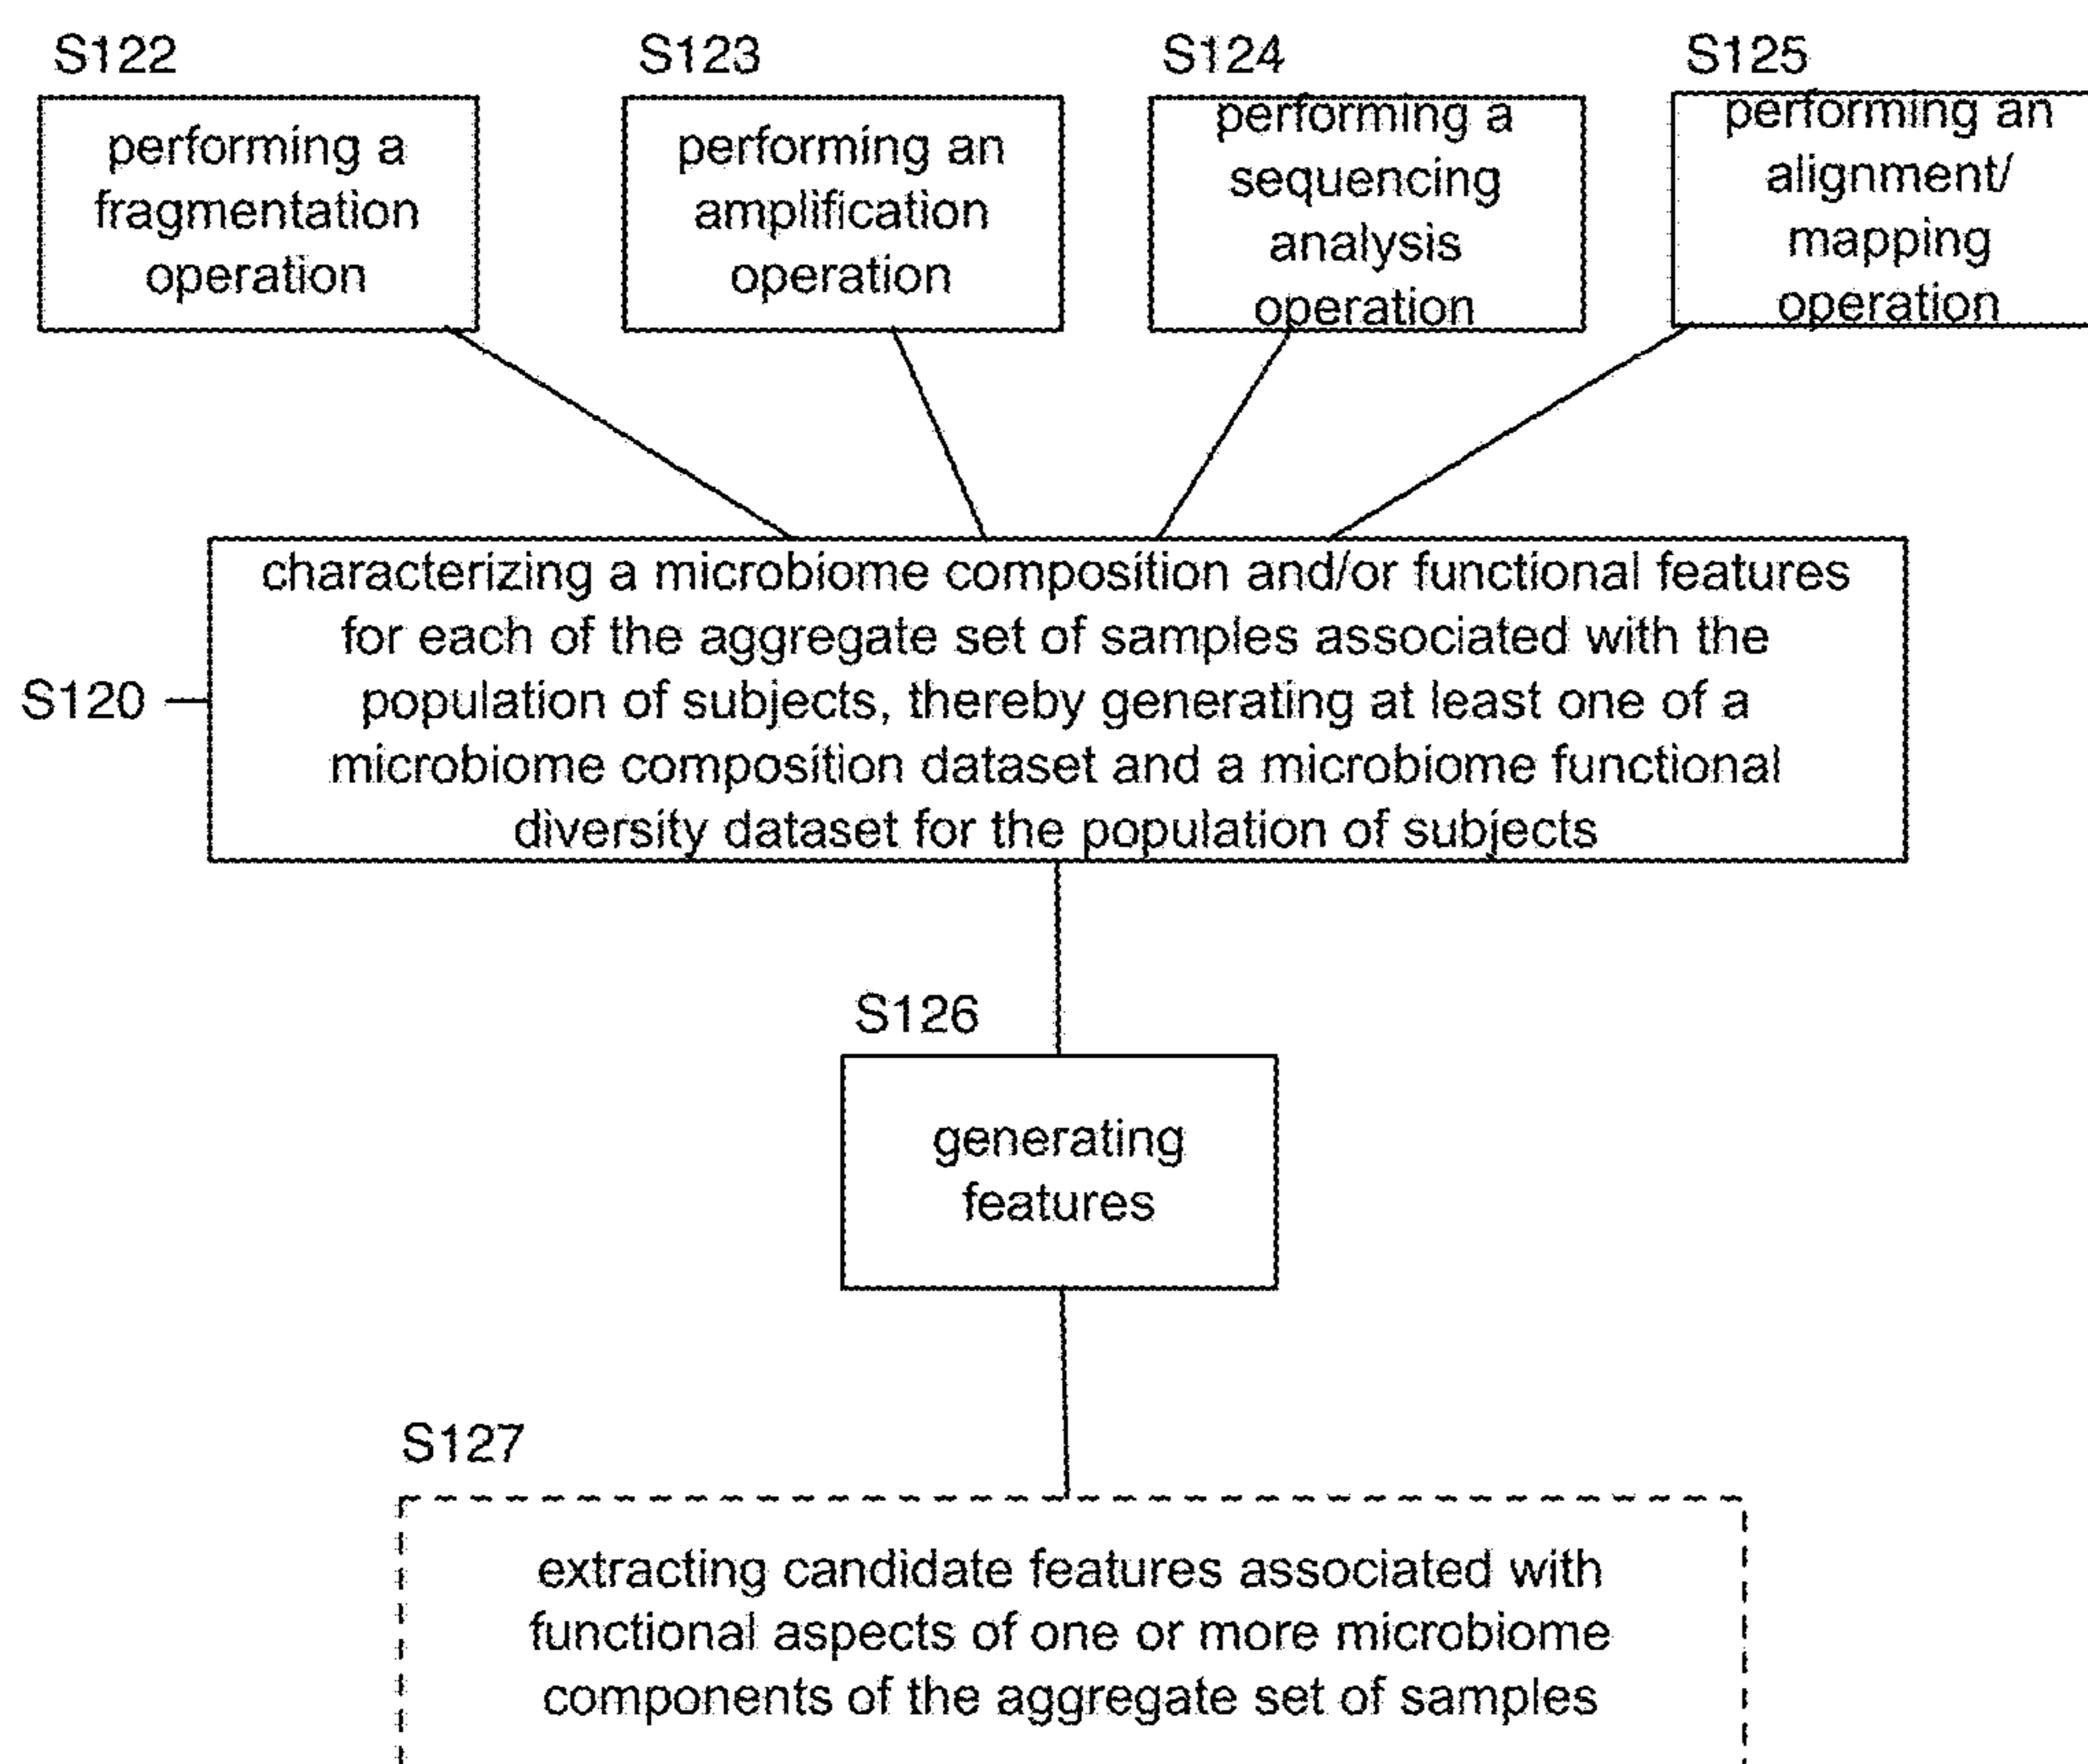 S122
performing a
fragmentation
operation
S123
performing an
amplification
operation
S124
performing a
sequencing
analysis
operation
S125
performing an
alignment/
mapping
operation
S120
characterizing a microbiome composition and/or functional features
for each of the aggregate set of samples associated with the
population of subjects, thereby generating at least one of a
microbiome composition dataset and a microbiome functional
diversity dataset for the population of subjects
S126
generating
features
S127
extracting candidate features associated with
functional aspects of one or more microbiome
components of the aggregate set of samples